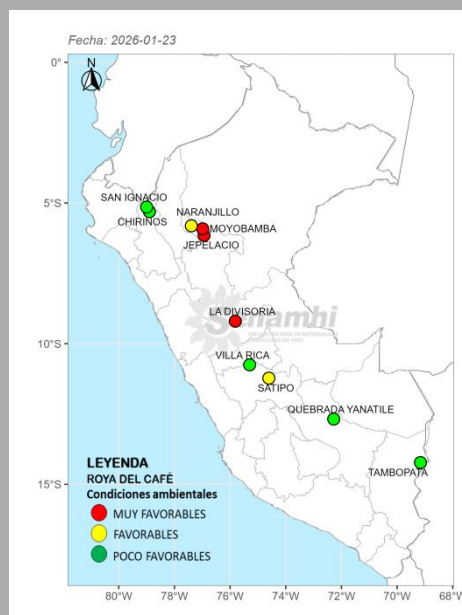 Fecha: 2026-01-23
N
0°
5°S
10°S
15°S
SAN IGNACIO
CHIRINOS
NARANJILLO
MOYOBAMBA
JEPELACIO
LA DIVISORIA
Senamhi
VILLA RICA
SATIPO
QUEBRADA YANATILE
TAMBOPATA
LEYENDA
ROYA DEL CAFÉ
Condiciones ambientales
MUY FAVORABLES
FAVORABLES
POCO FAVORABLES
80°W 78°W 76°W 74°W 72°W 70°W 68°W